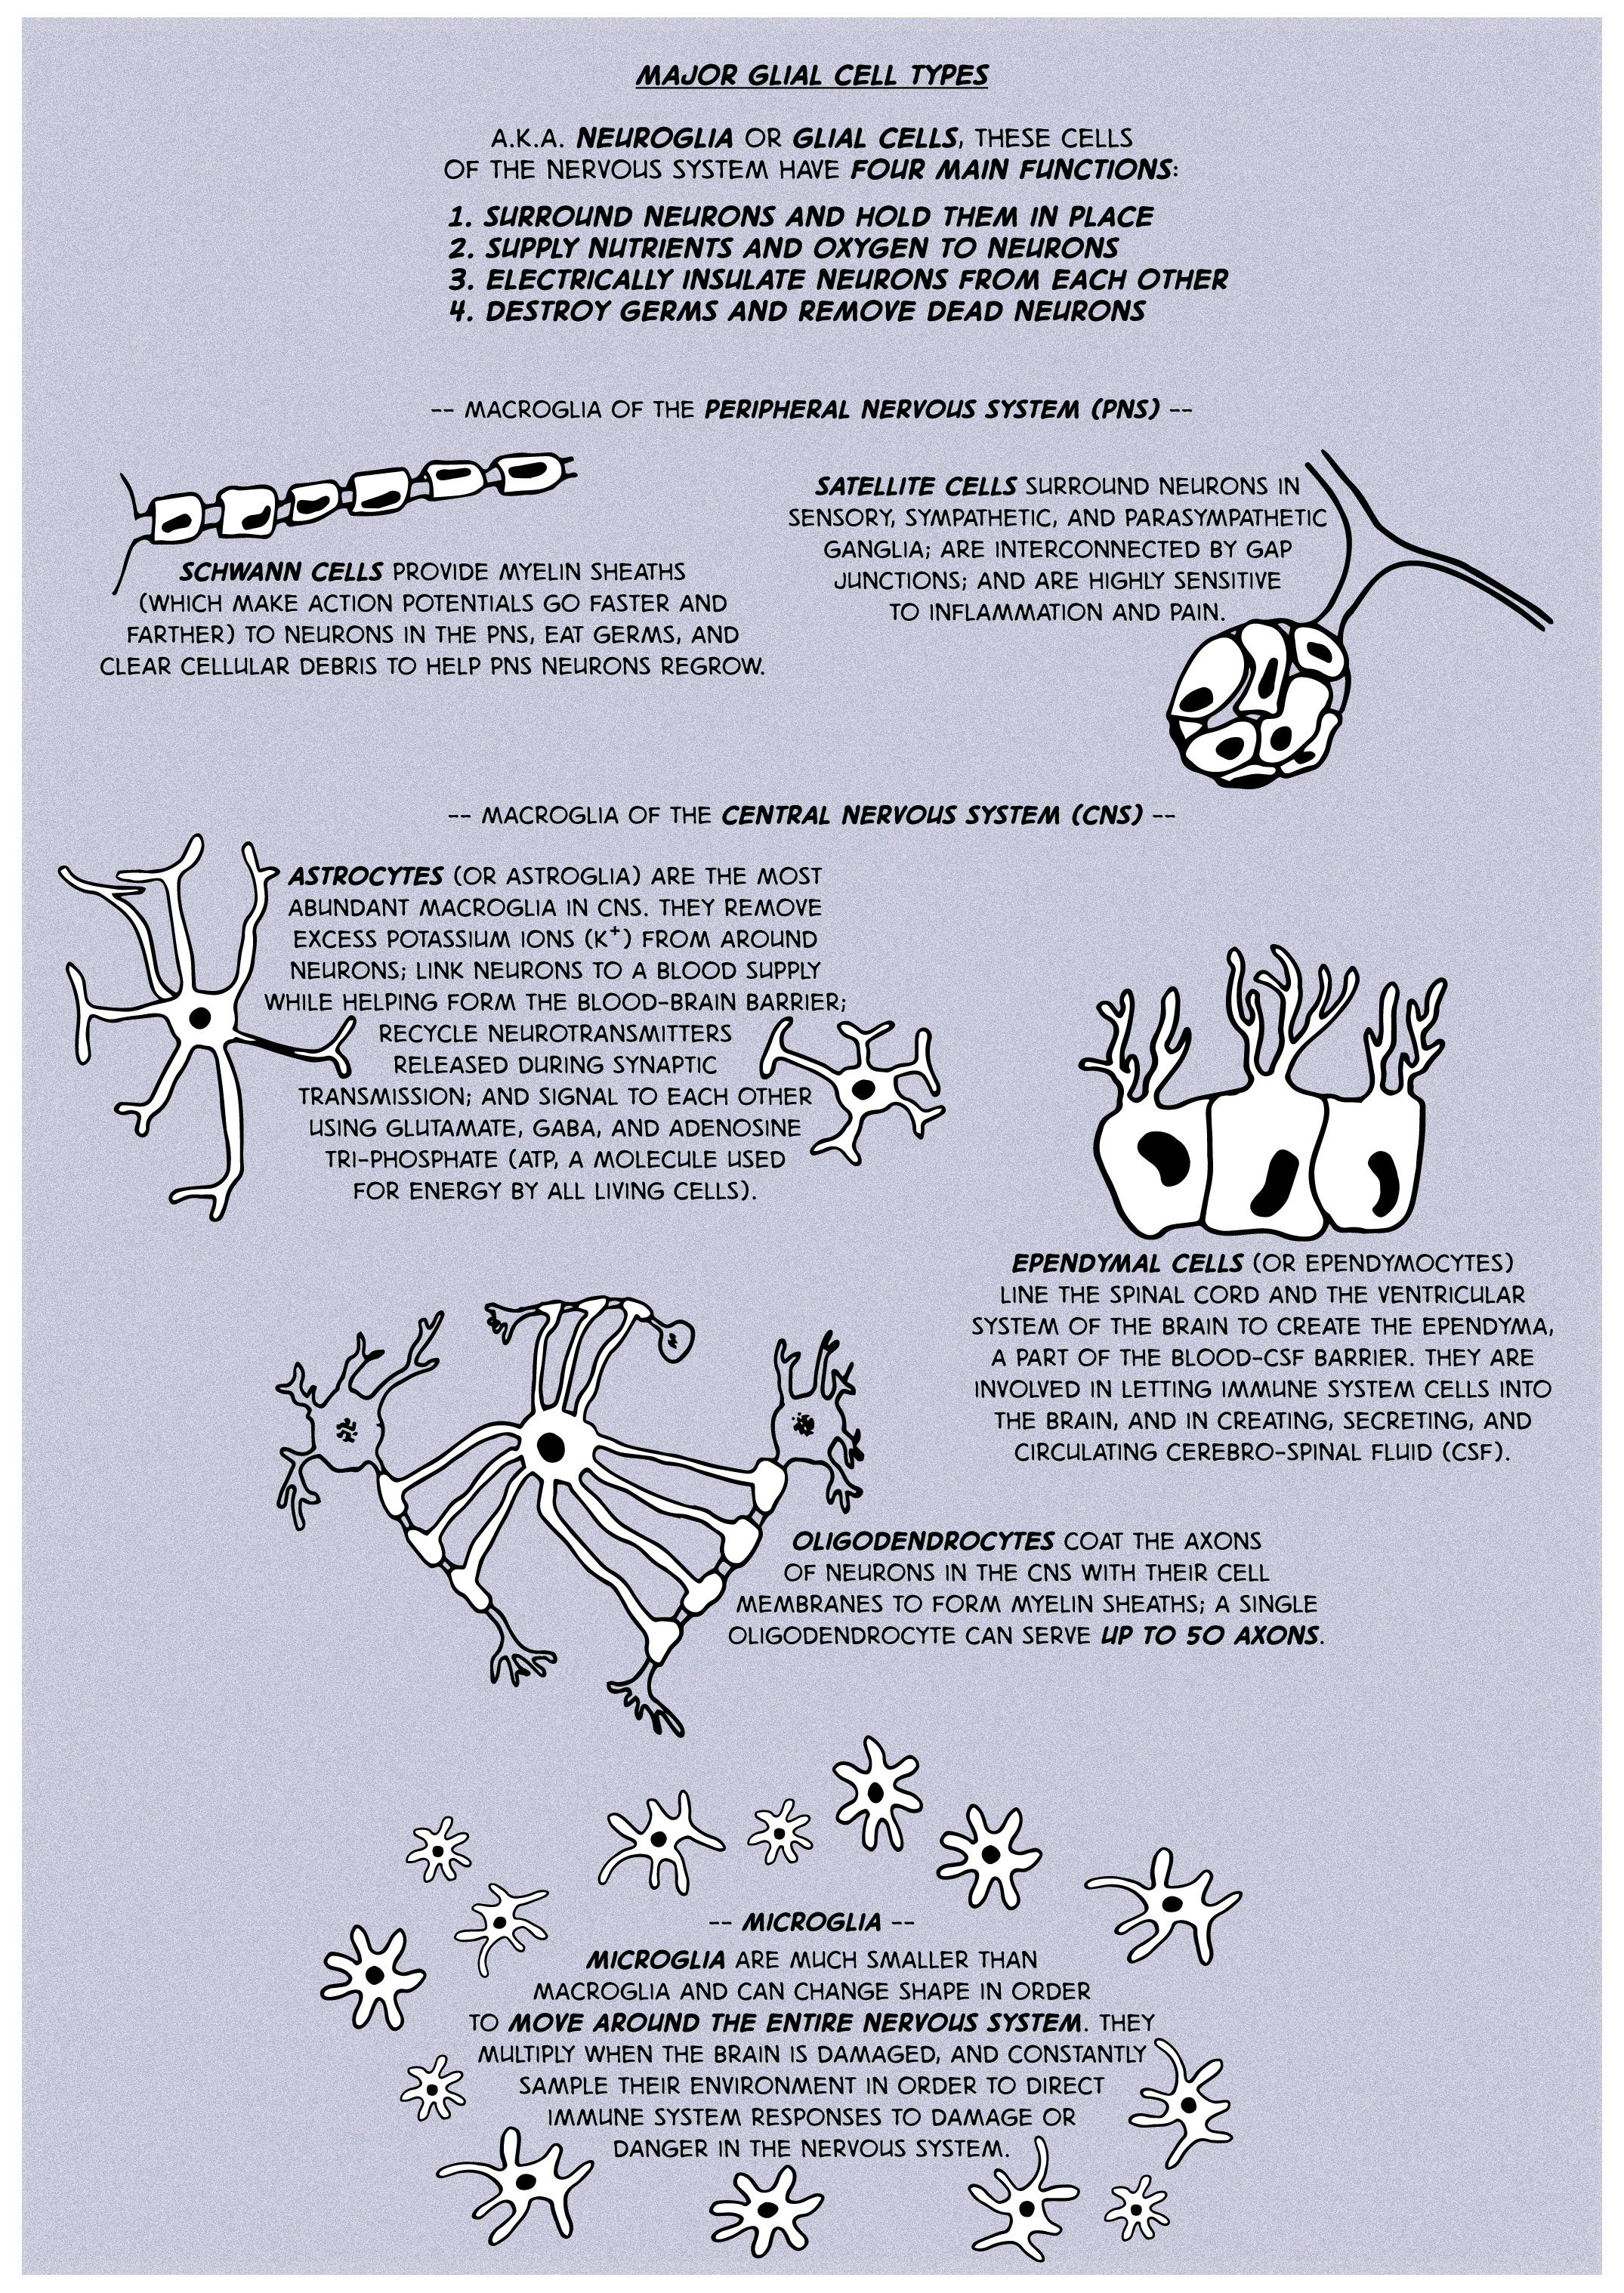 MAJOR GLIAL CELL TYPES
A.K.A. NEUROGLIA OR GLIAL CELLS, THESE CELLS
OF THE NERVOUS SYSTEM HAVE FOUR MAIN FUNCTIONS:
1. SURROUND NEURONS AND HOLD THEM IN PLACE
2. SUPPLY NUTRIENTS AND OXYGEN TO NEURONS
3. ELECTRICALLY INSULATE NEURONS FROM EACH OTHER
4. DESTROY GERMS AND REMOVE DEAD NEURONS
-- MACROGLIA OF THE PERIPHERAL NERVOUS SYSTEM (PNS) --
SCHWANN CELLS PROVIDE MYELIN SHEATHS
(WHICH MAKE ACTION POTENTIALS GO FASTER AND
FARTHER) TO NEURONS IN THE PNS, EAT GERMS, AND
CLEAR CELLULAR DEBRIS TO HELP PNS NEURONS REGROW.
SATELLITE CELLS SURROUND NEURONS IN
SENSORY, SYMPATHETIC, AND PARASYMPATHETIC
GANGLIA; ARE INTERCONNECTED BY GAP
JUNCTIONS; AND ARE HIGHLY SENSITIVE
TO INFLAMMATION AND PAIN.
-- MACROGLIA OF THE CENTRAL NERVOUS SYSTEM (CNS) --
ASTROCYTES (OR ASTROGLIA) ARE THE MOST
ABUNDANT MACROGLIA IN CNS. THEY REMOVE
EXCESS POTASSIUM IONS (K⁺) FROM AROUND
NEURONS; LINK NEURONS TO A BLOOD SUPPLY
WHILE HELPING FORM THE BLOOD-BRAIN BARRIER;
RECYCLE NEUROTRANSMITTERS
RELEASED DURING SYNAPTIC
TRANSMISSION; AND SIGNAL TO EACH OTHER
USING GLUTAMATE, GABA, AND ADENOSINE
TRI-PHOSPHATE (ATP, A MOLECULE USED
FOR ENERGY BY ALL LIVING CELLS).
EPENDYMAL CELLS (OR EPENDYMOCYTES)
LINE THE SPINAL CORD AND THE VENTRICULAR
SYSTEM OF THE BRAIN TO CREATE THE EPENDYMA,
A PART OF THE BLOOD-CSF BARRIER. THEY ARE
INVOLVED IN LETTING IMMUNE SYSTEM CELLS INTO
THE BRAIN, AND IN CREATING, SECRETING, AND
CIRCULATING CEREBRO-SPINAL FLUID (CSF).
OLIGODENDROCYTES COAT THE AXONS
OF NEURONS IN THE CNS WITH THEIR CELL
MEMBRANES TO FORM MYELIN SHEATHS; A SINGLE
OLIGODENDROCYTE CAN SERVE UP TO 50 AXONS.
-- MICROGLIA --
MICROGLIA ARE MUCH SMALLER THAN
MACROGLIA AND CAN CHANGE SHAPE IN ORDER
TO MOVE AROUND THE ENTIRE NERVOUS SYSTEM. THEY
MULTIPLY WHEN THE BRAIN IS DAMAGED, AND CONSTANTLY
SAMPLE THEIR ENVIRONMENT IN ORDER TO DIRECT
IMMUNE SYSTEM RESPONSES TO DAMAGE OR
DANGER IN THE NERVOUS SYSTEM.